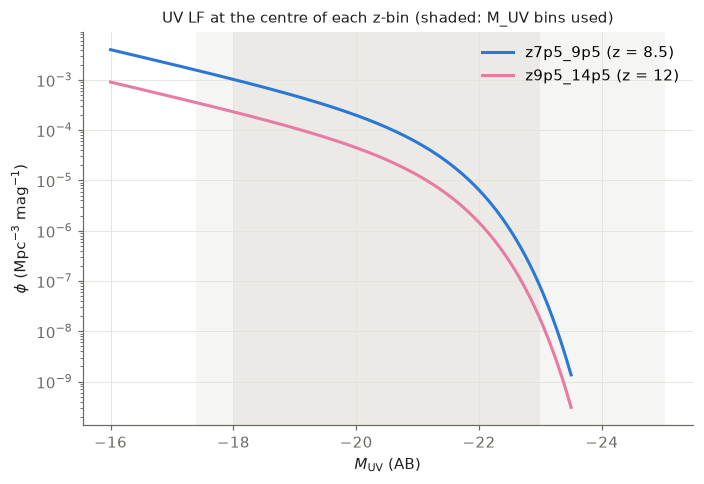 UV LF at the centre of each z-bin (shaded: M_UV bins used)
z7p5_9p5 (z = 8.5)
z9p5_14p5 (z = 12)
ϕ (Mpc⁻³ mag⁻¹)
10⁻³
10⁻⁴
10⁻⁵
10⁻⁶
10⁻⁷
10⁻⁸
10⁻⁹
−16 −18 −20 −22 −24
M_UV (AB)